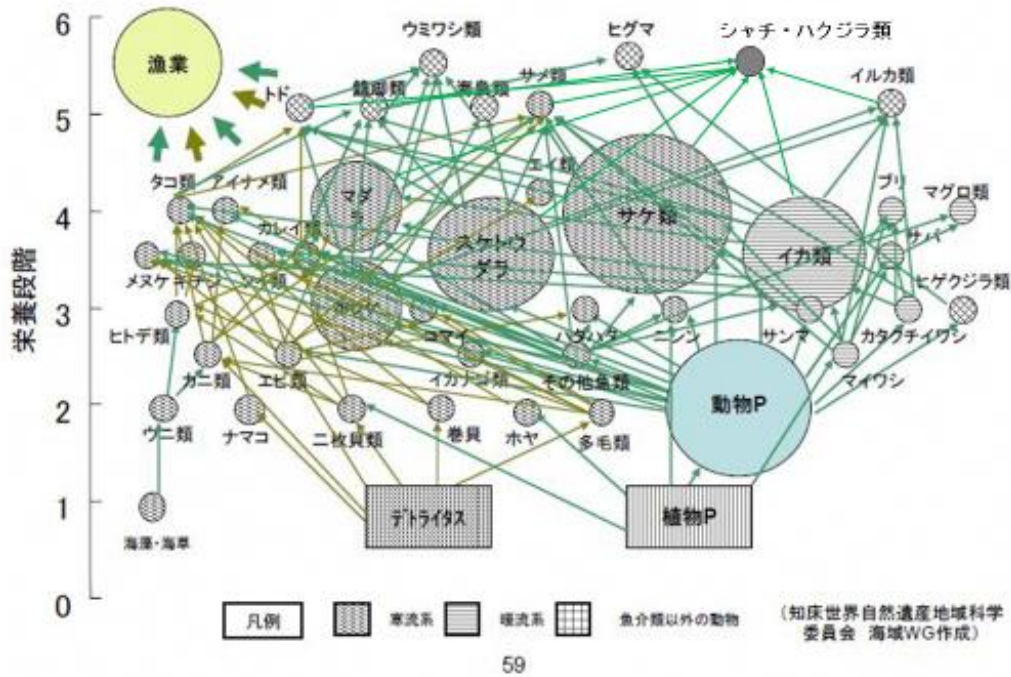 6
5
4
3
2
1
0
栄養段階
漁業
ウミワシ類
ヒグマ
シャチ・ハクジラ類
トド
鰭脚類
海鳥類
サメ類
イルカ類
タコ類
アイナメ類
マダラ
エイ類
サケ類
ブリ
マグロ類
カレイ類
スケトウダラ
イカ類
サバ
メヌケ
キチジ
ヒゲクジラ類
ヒトデ類
コマイ
ハタハタ
ニシン
サンマ
カタクチイワシ
カニ類
エビ類
イカナゴ類
その他魚類
動物P
マイワシ
ウニ類
ナマコ
二枚貝類
巻貝
ホヤ
多毛類
海藻・海草
デトライタス
植物P
凡例
寒流系
暖流系
魚介類以外の動物
(知床世界自然遺産地域科学
委員会 海域WG作成)
59